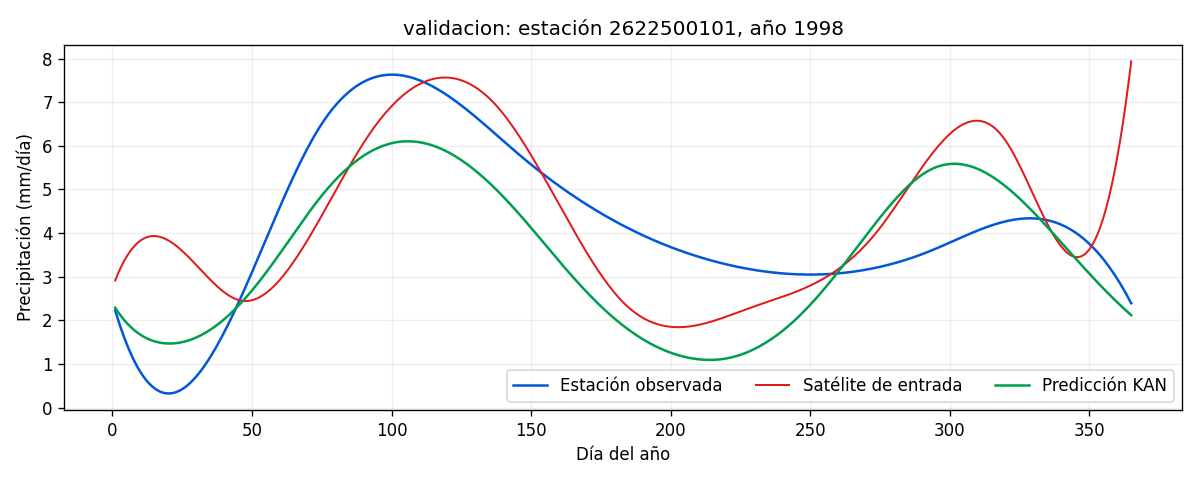 validacion: estación 2622500101, año 1998
Precipitación (mm/día)
8
7
6
5
4
3
2
1
0
Estación observada
Satélite de entrada
Predicción KAN
0
50
100
150
200
250
300
350
Día del año